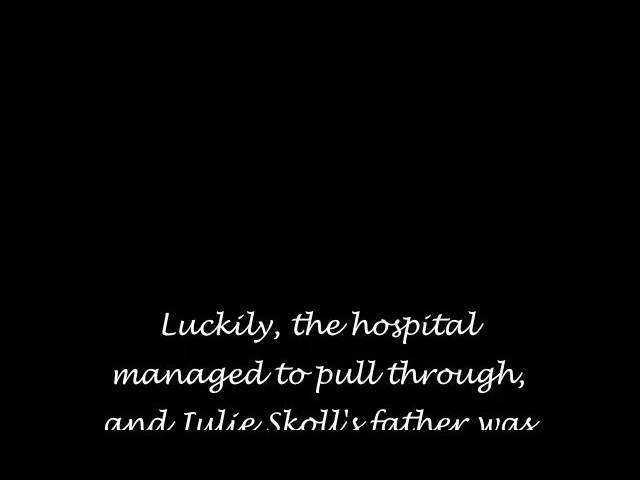 Luckily, the hospital
managed to pull through,
and Julie Skoll's father was